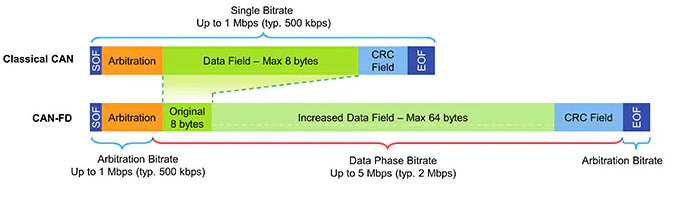 Single Bitrate
Up to 1 Mbps (typ. 500 kbps)
Classical CAN
SOF
Arbitration
Data Field – Max 8 bytes
CRC
Field
EOF
CAN-FD
SOF
Arbitration
Original
8 bytes
Increased Data Field – Max 64 bytes
CRC Field
EOF
Arbitration Bitrate
Up to 1 Mbps (typ. 500 kbps)
Data Phase Bitrate
Up to 5 Mbps (typ. 2 Mbps)
Arbitration Bitrate